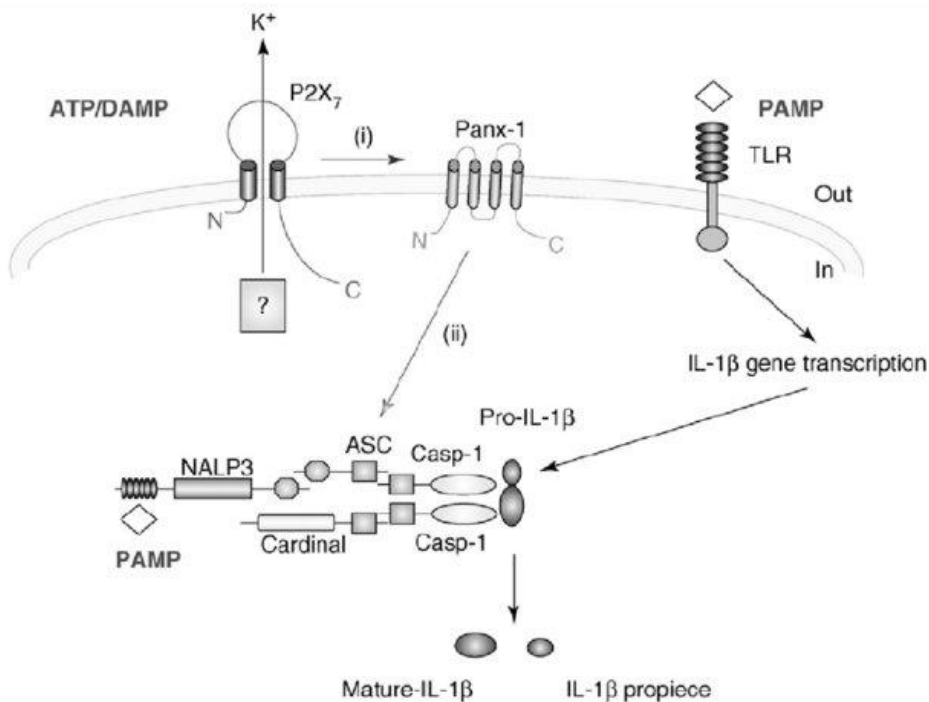 K+
ATP/DAMP
P2X7
(i)
Panx-1
PAMP
TLR
Out
In
N
C
N
C
?
(ii)
IL-1β gene transcription
Pro-IL-1β
NALP3
ASC
Casp-1
PAMP
Cardinal
Casp-1
Mature-IL-1β
IL-1β propiece